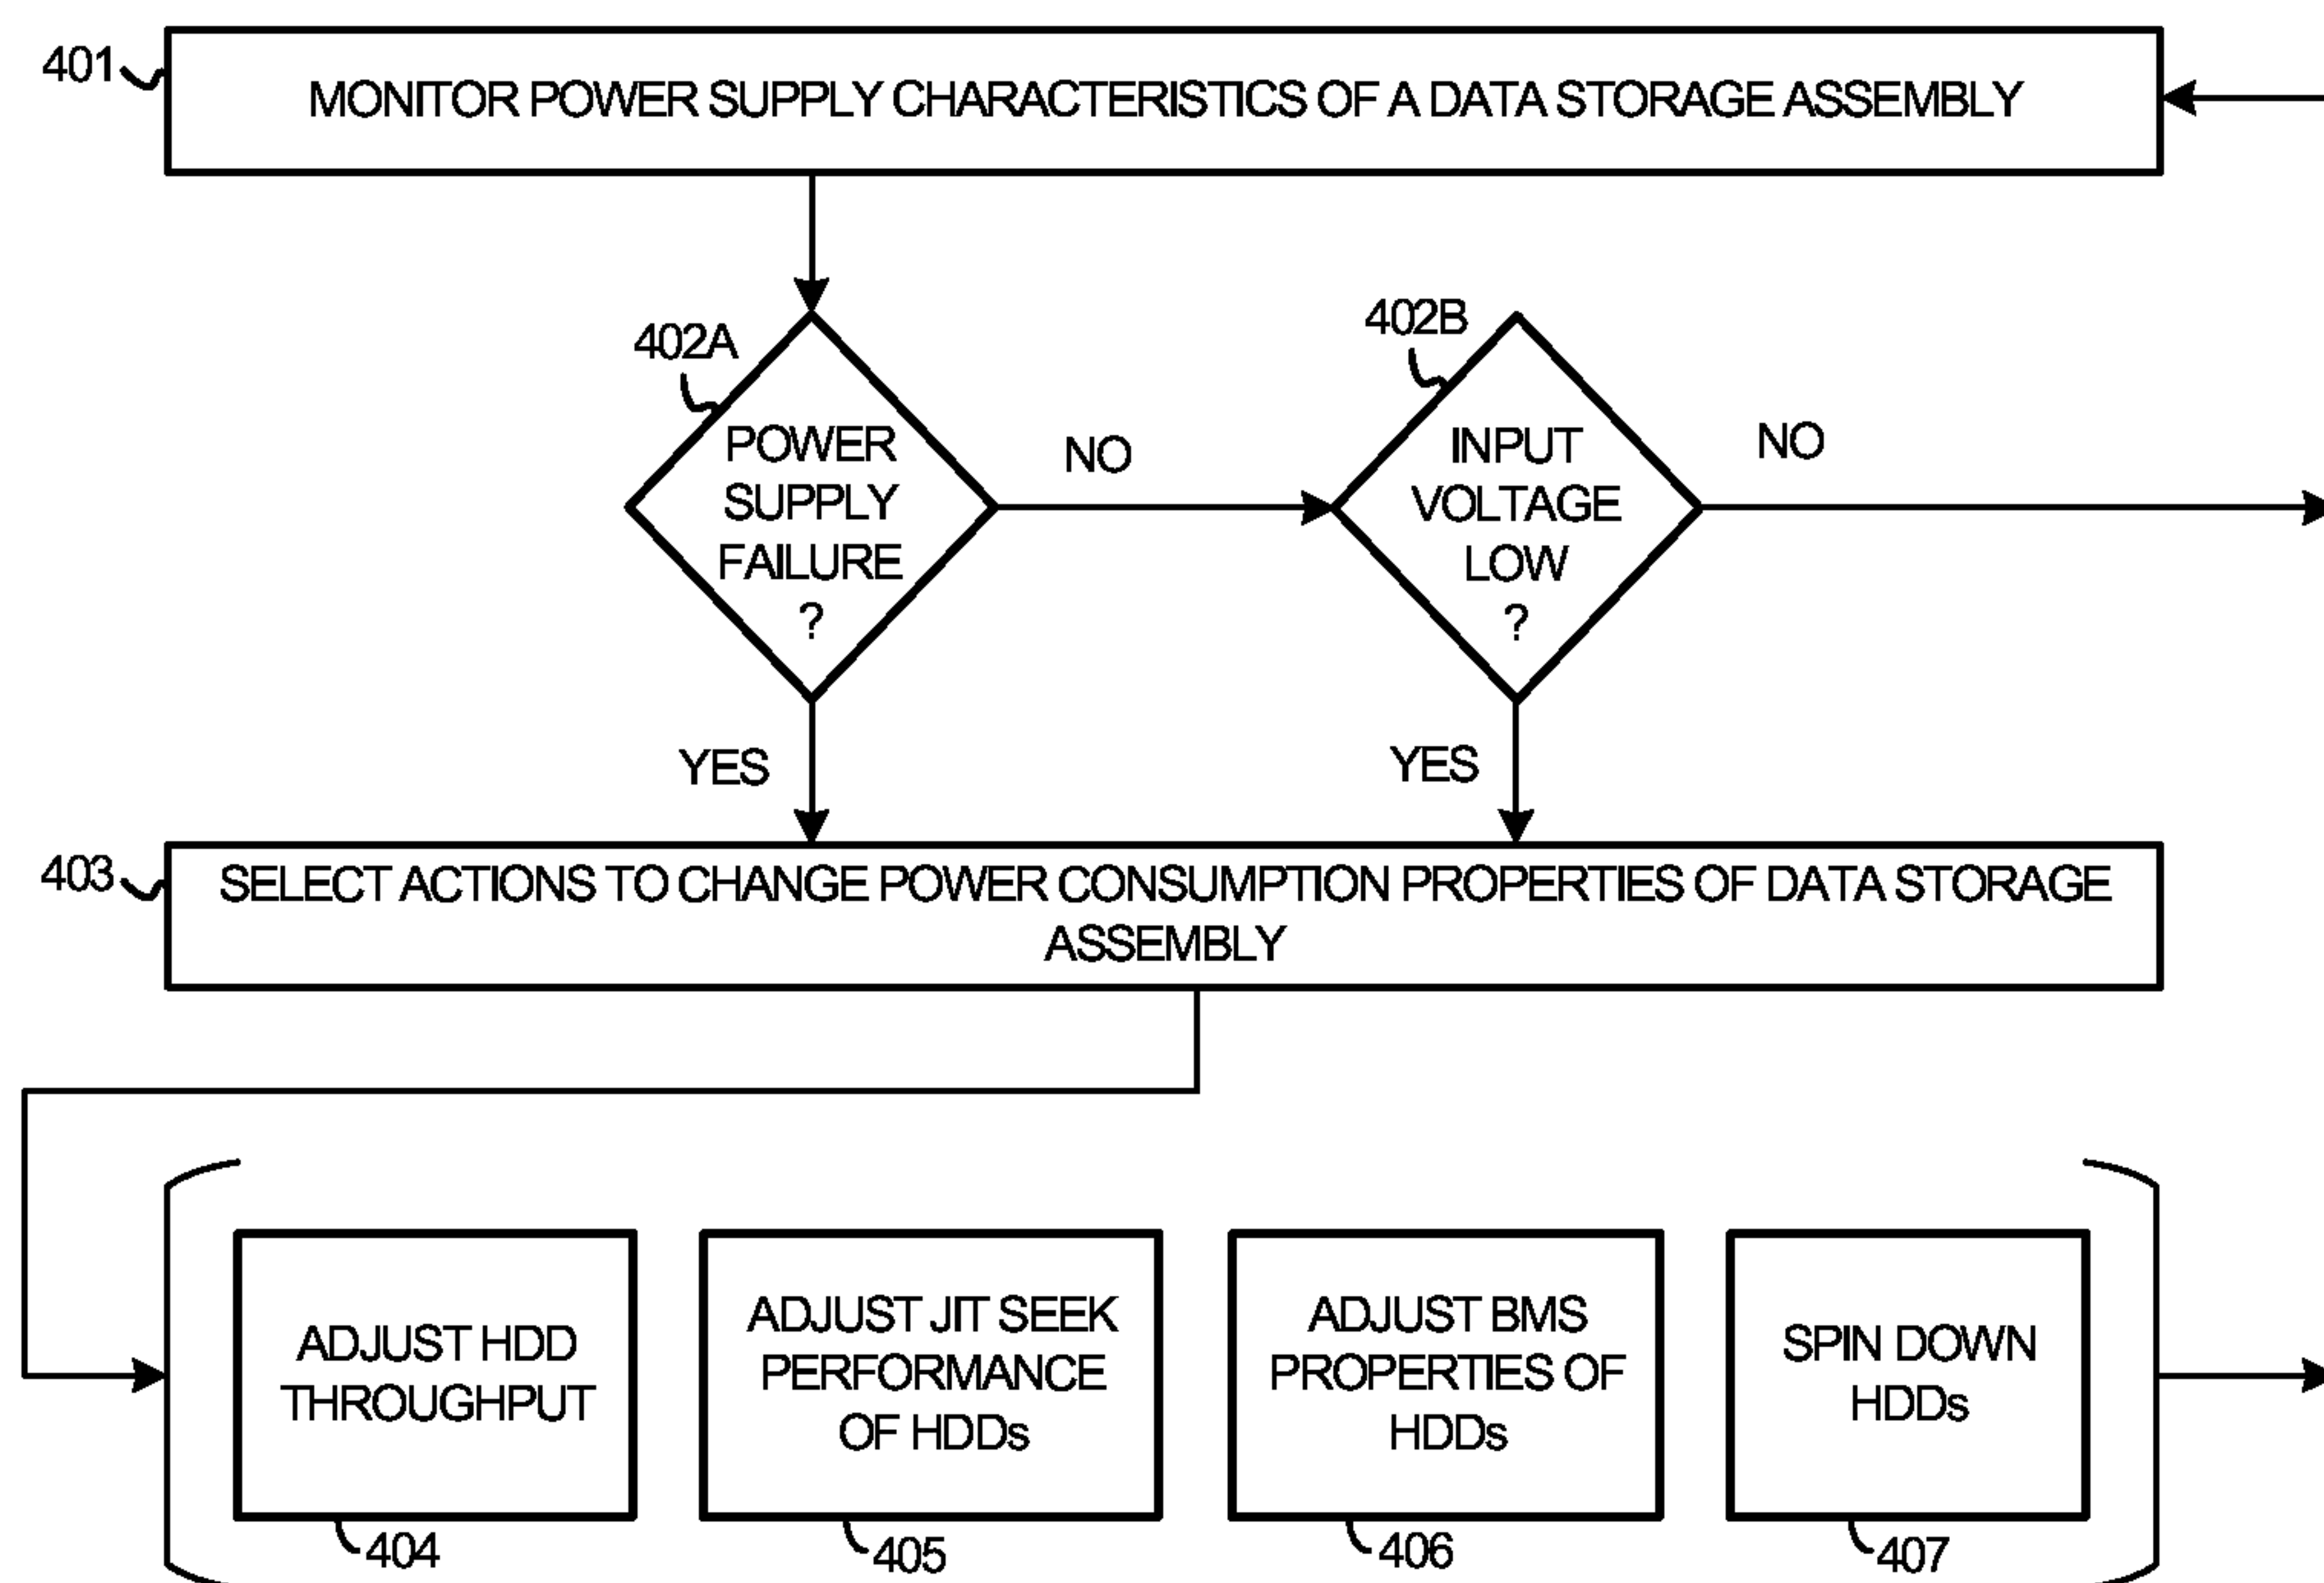 401
MONITOR POWER SUPPLY CHARACTERISTICS OF A DATA STORAGE ASSEMBLY
402A
POWER
SUPPLY
FAILURE
?
NO
402B
INPUT
VOLTAGE
LOW
?
NO
YES
YES
403
SELECT ACTIONS TO CHANGE POWER CONSUMPTION PROPERTIES OF DATA STORAGE
ASSEMBLY
ADJUST HDD
THROUGHPUT
404
ADJUST JIT SEEK
PERFORMANCE
OF HDDs
405
ADJUST BMS
PROPERTIES OF
HDDs
406
SPIN DOWN
HDDs
407